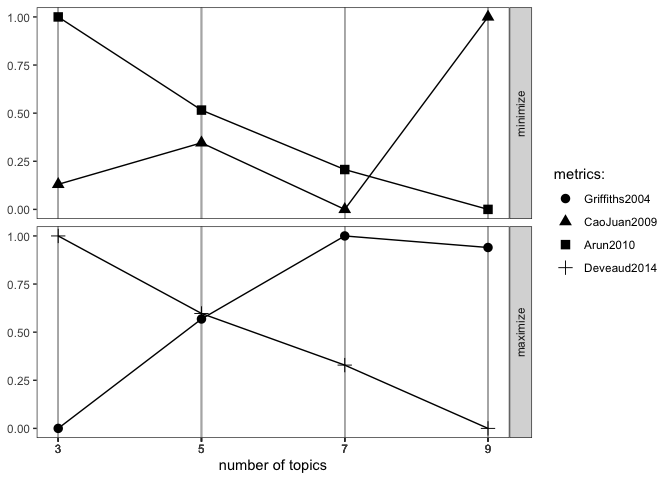 1.00
0.75
0.50
0.25
0.00
minimize
1.00
0.75
0.50
0.25
0.00
maximize
3 5 7 9
number of topics
metrics:
Griffiths2004
CaoJuan2009
Arun2010
Deveaud2014